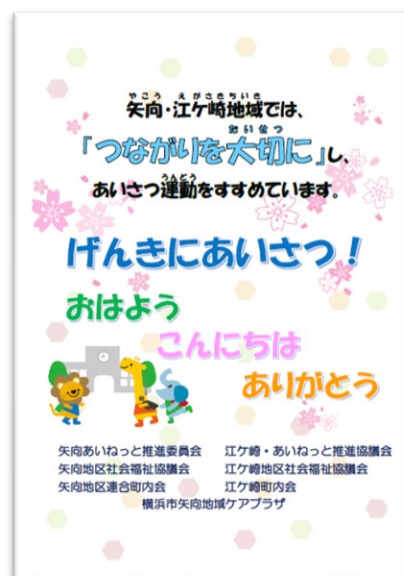 矢向・江ケ崎地域では、
「つながりを大切に」し、
あいさつ運動をすすめています。
げんきにあいさつ！
おはよう
こんにちは
ありがとう
矢向あいねっと推進委員会 江ケ崎・あいねっと推進協議会
矢向地区社会福祉協議会 江ケ崎地区社会福祉協議会
矢向地区連合町内会 江ケ崎町内会
横浜市矢向地域ケアプラザ